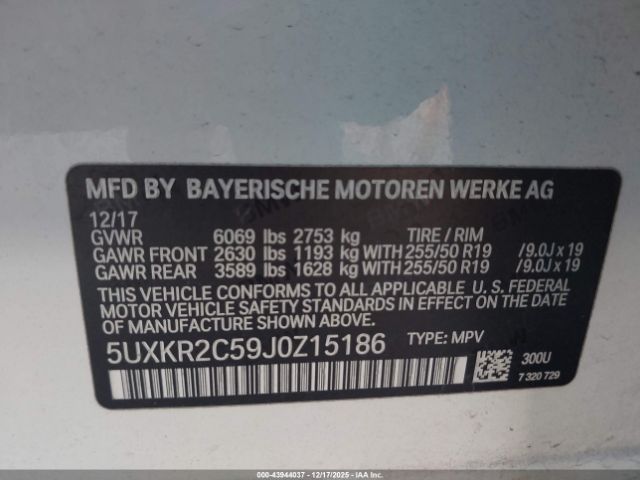 MFD BY BAYERISCHE MOTOREN WERKE AG
12/17
GVWR 6069 lbs 2753 kg TIRE / RIM
GAWR FRONT 2630 lbs 1193 kg WITH 255/50 R19 /9.0J x 19
GAWR REAR 3589 lbs 1628 kg WITH 255/50 R19 /9.0J x 19
THIS VEHICLE CONFORMS TO ALL APPLICABLE U. S. FEDERAL
MOTOR VEHICLE SAFETY STANDARDS IN EFFECT ON THE DATE
OF MANUFACTURE SHOWN ABOVE.
5UXKR2C59J0Z15186 TYPE: MPV
300U
7 320 729
000-43944037 - 12/17/2025 - IAAI.COM